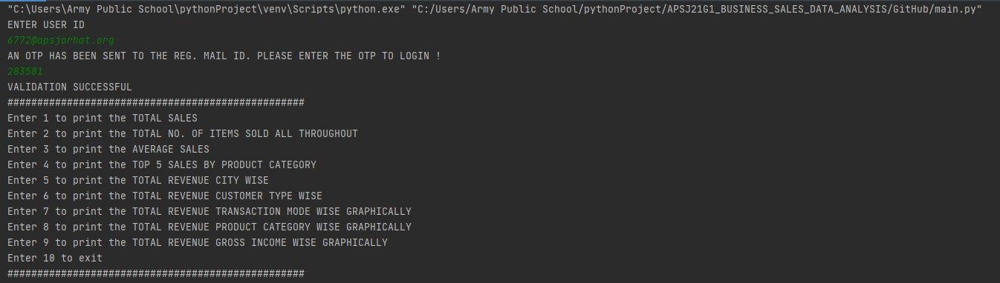 "C:\Users\Army Public School\pythonProject\venv\Scripts\python.exe" "C:/Users/Army Public School/pythonProject/APSJ21G1_BUSINESS_SALES_DATA_ANALYSIS/GitHub/main.py"
ENTER USER ID
6772@apsjorhat.org
AN OTP HAS BEEN SENT TO THE REG. MAIL ID. PLEASE ENTER THE OTP TO LOGIN !
283581
VALIDATION SUCCESSFUL
##################################################
Enter 1 to print the TOTAL SALES
Enter 2 to print the TOTAL NO. OF ITEMS SOLD ALL THROUGHOUT
Enter 3 to print the AVERAGE SALES
Enter 4 to print the TOP 5 SALES BY PRODUCT CATEGORY
Enter 5 to print the TOTAL REVENUE CITY WISE
Enter 6 to print the TOTAL REVENUE CUSTOMER TYPE WISE
Enter 7 to print the TOTAL REVENUE TRANSACTION MODE WISE GRAPHICALLY
Enter 8 to print the TOTAL REVENUE PRODUCT CATEGORY WISE GRAPHICALLY
Enter 9 to print the TOTAL REVENUE GROSS INCOME WISE GRAPHICALLY
Enter 10 to exit
##################################################